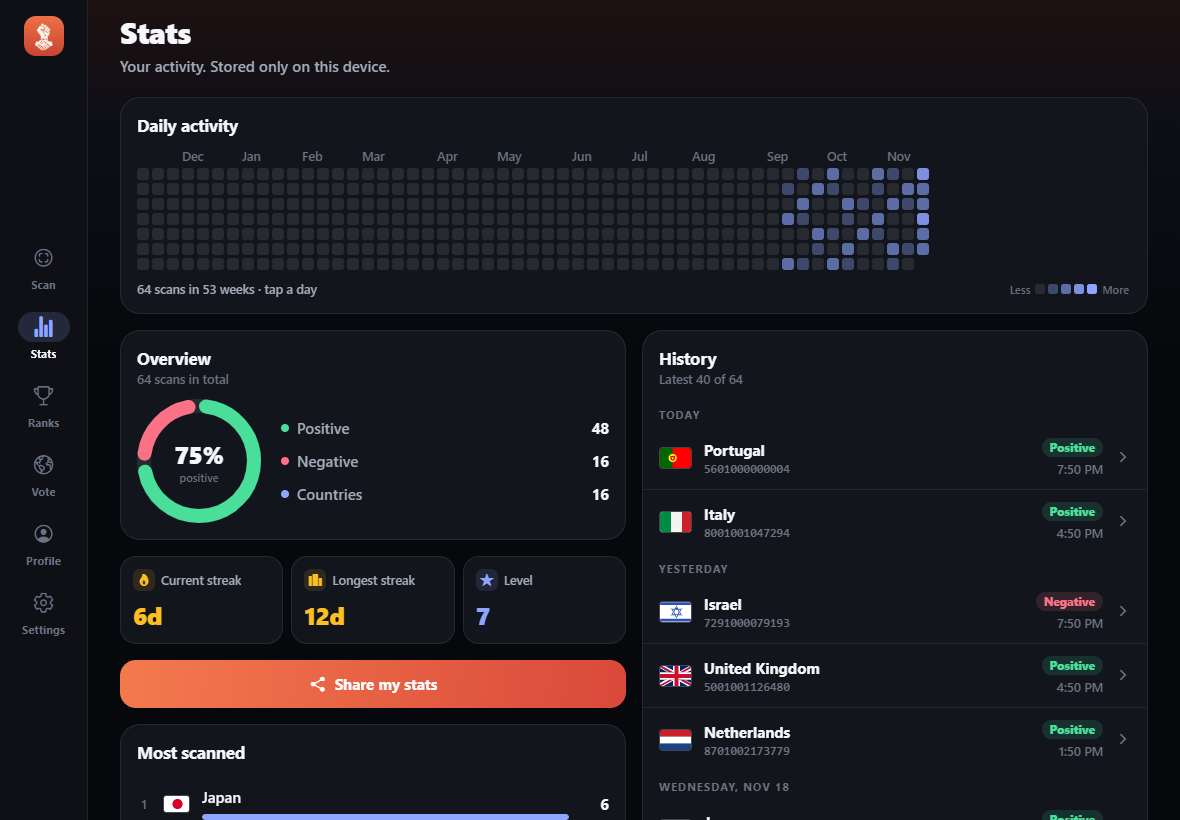 Stats
Your activity. Stored only on this device.
Daily activity
Dec Jan Feb Mar Apr May Jun Jul Aug Sep Oct Nov
64 scans in 53 weeks · tap a day
Less More
Scan
Stats
Ranks
Vote
Profile
Settings
Overview
64 scans in total
75%
positive
Positive 48
Negative 16
Countries 16
Current streak
6d
Longest streak
12d
Level
7
Share my stats
Most scanned
1 Japan 6
History
Latest 40 of 64
TODAY
Portugal Positive
5601000000004 7:50 PM
Italy Positive
8001001047294 4:50 PM
YESTERDAY
Israel Negative
7291000079193 7:50 PM
United Kingdom Positive
5001001126480 4:50 PM
Netherlands Positive
8701002173779 1:50 PM
WEDNESDAY, NOV 18
Positive